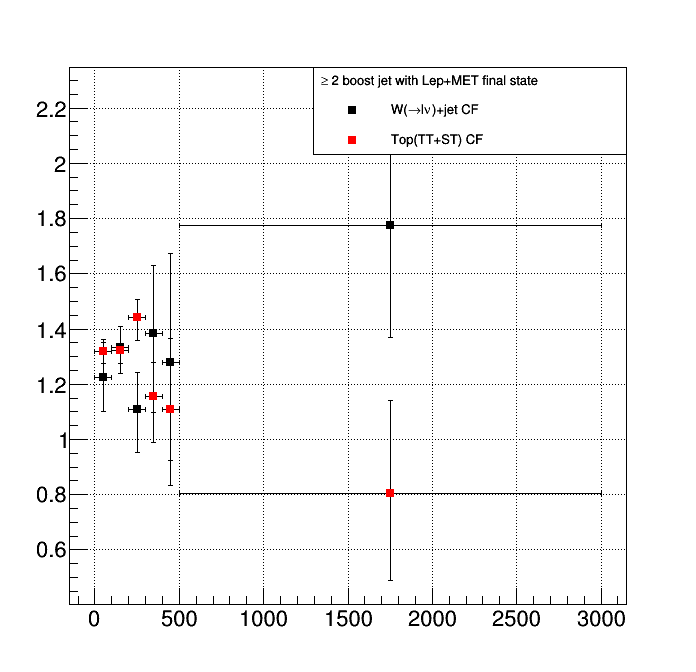 ≥ 2 boost jet with Lep+MET final state
W(→lν)+jet CF
Top(TT+ST) CF
2.2
2
1.8
1.6
1.4
1.2
1
0.8
0.6
0 500 1000 1500 2000 2500 3000